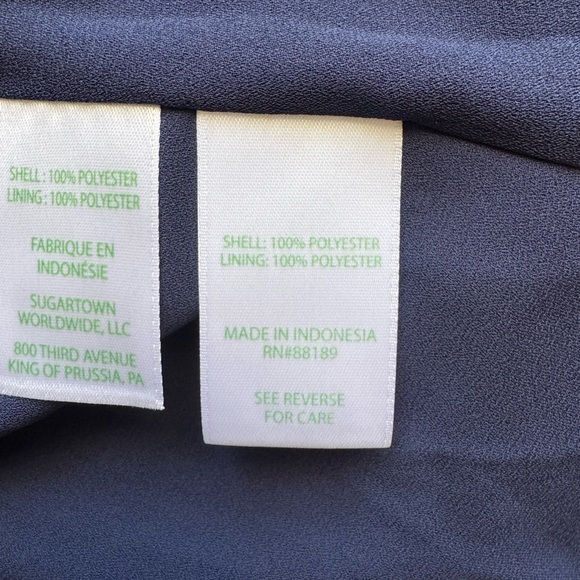 SHELL: 100% POLYESTER
LINING: 100% POLYESTER
FABRIQUE EN
INDONÉSIE
SUGARTOWN
WORLDWIDE, LLC
800 THIRD AVENUE
KING OF PRUSSIA, PA
SHELL: 100% POLYESTER
LINING: 100% POLYESTER
MADE IN INDONESIA
RN#88189
SEE REVERSE
FOR CARE